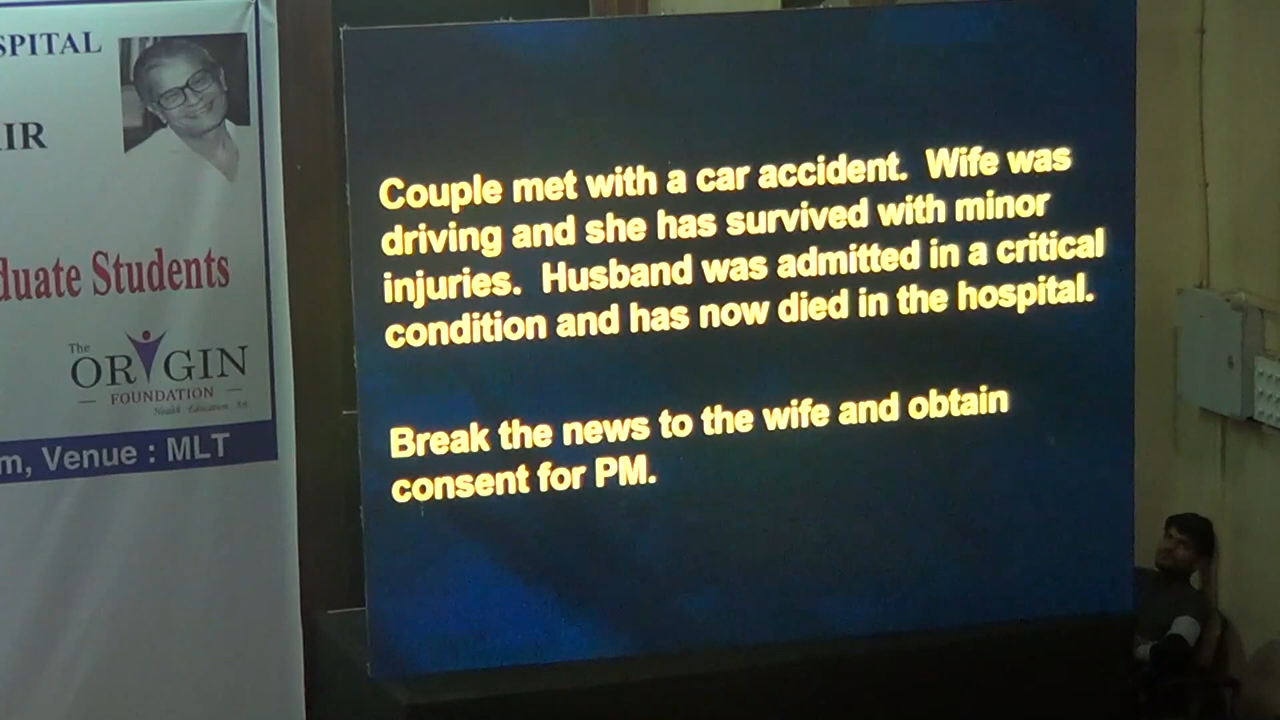 SPITAL
IR
duate Students
The
ORIGIN
FOUNDATION
Health Education
m, Venue : MLT
Couple met with a car accident. Wife was
driving and she has survived with minor
injuries. Husband was admitted in a critical
condition and has now died in the hospital.
Break the news to the wife and obtain
consent for PM.